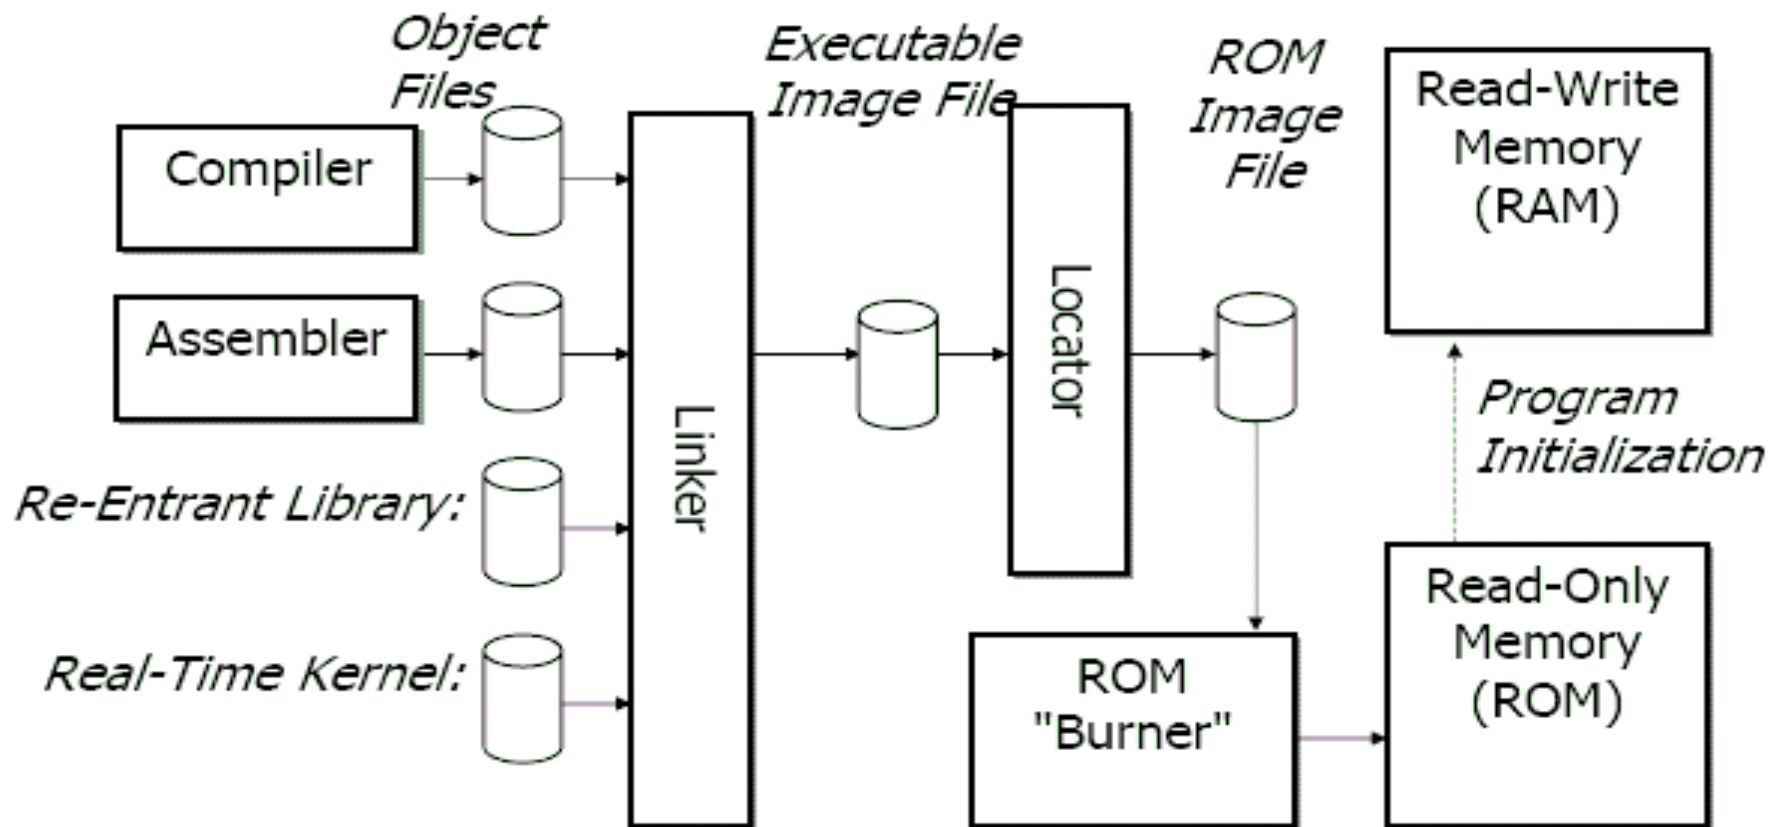 Object
Files
Executable
Image File
ROM
Image
File
Read-Write
Memory
(RAM)
Compiler
Assembler
Linker
Locator
Program
Initialization
Re-Entrant Library:
Real-Time Kernel:
ROM
"Burner"
Read-Only
Memory
(ROM)